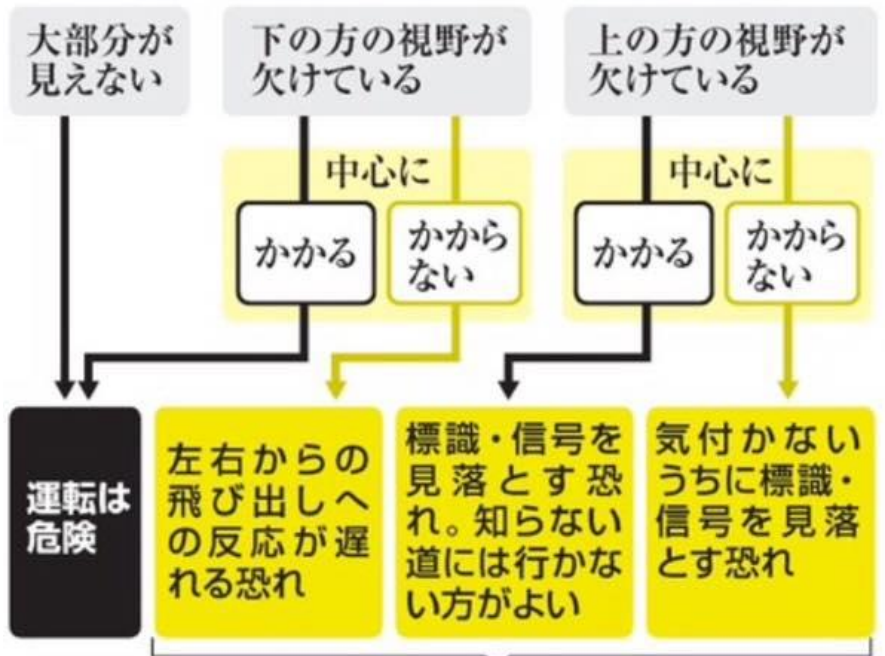 大部分が
見えない
下の方の視野が
欠けている
上の方の視野が
欠けている
中心に
かかる
かから
ない
中心に
かかる
かから
ない
運転は
危険
左右からの
飛び出しへ
の反応が遅
れる恐れ
標識・信号を
見落とす恐
れ。知らない
道には行かな
い方がよい
気付かない
うちに標識・
信号を見落
とす恐れ